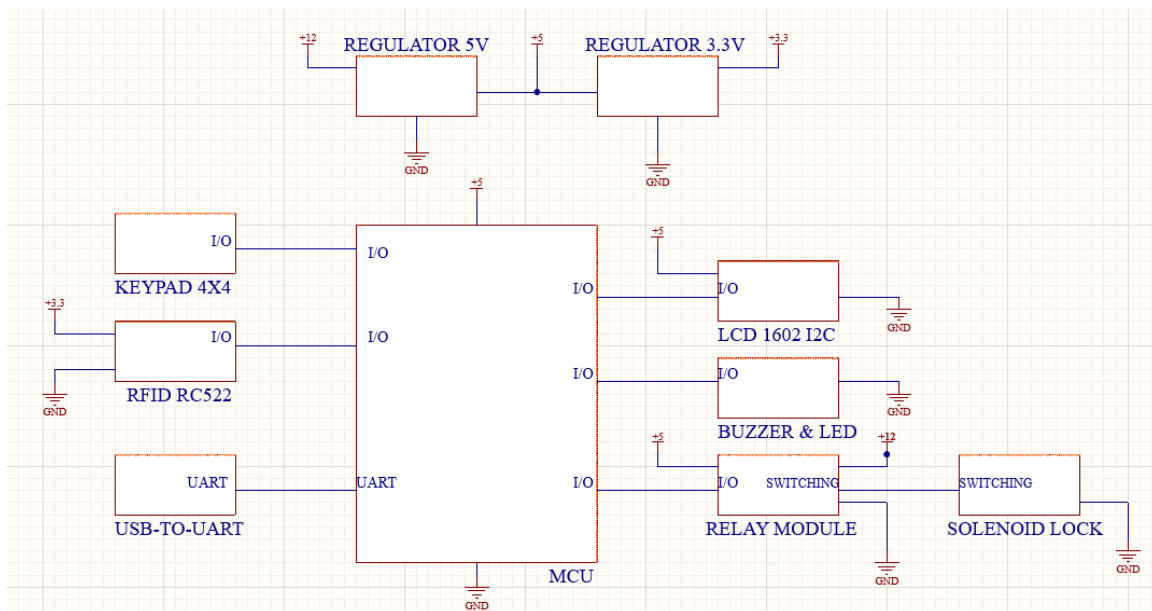 +12
REGULATOR 5V
+5
REGULATOR 3.3V
+3.3
GND
GND
+5
I/O
KEYPAD 4X4
I/O
+5
I/O
I/O
LCD 1602 I2C
GND
+3.3
I/O
I/O
RFID RC522
GND
I/O
I/O
BUZZER & LED
GND
UART
USB-TO-UART
UART
+5
+12
I/O
I/O
SWITCHING
RELAY MODULE
GND
SWITCHING
SOLENOID LOCK
GND
MCU
GND